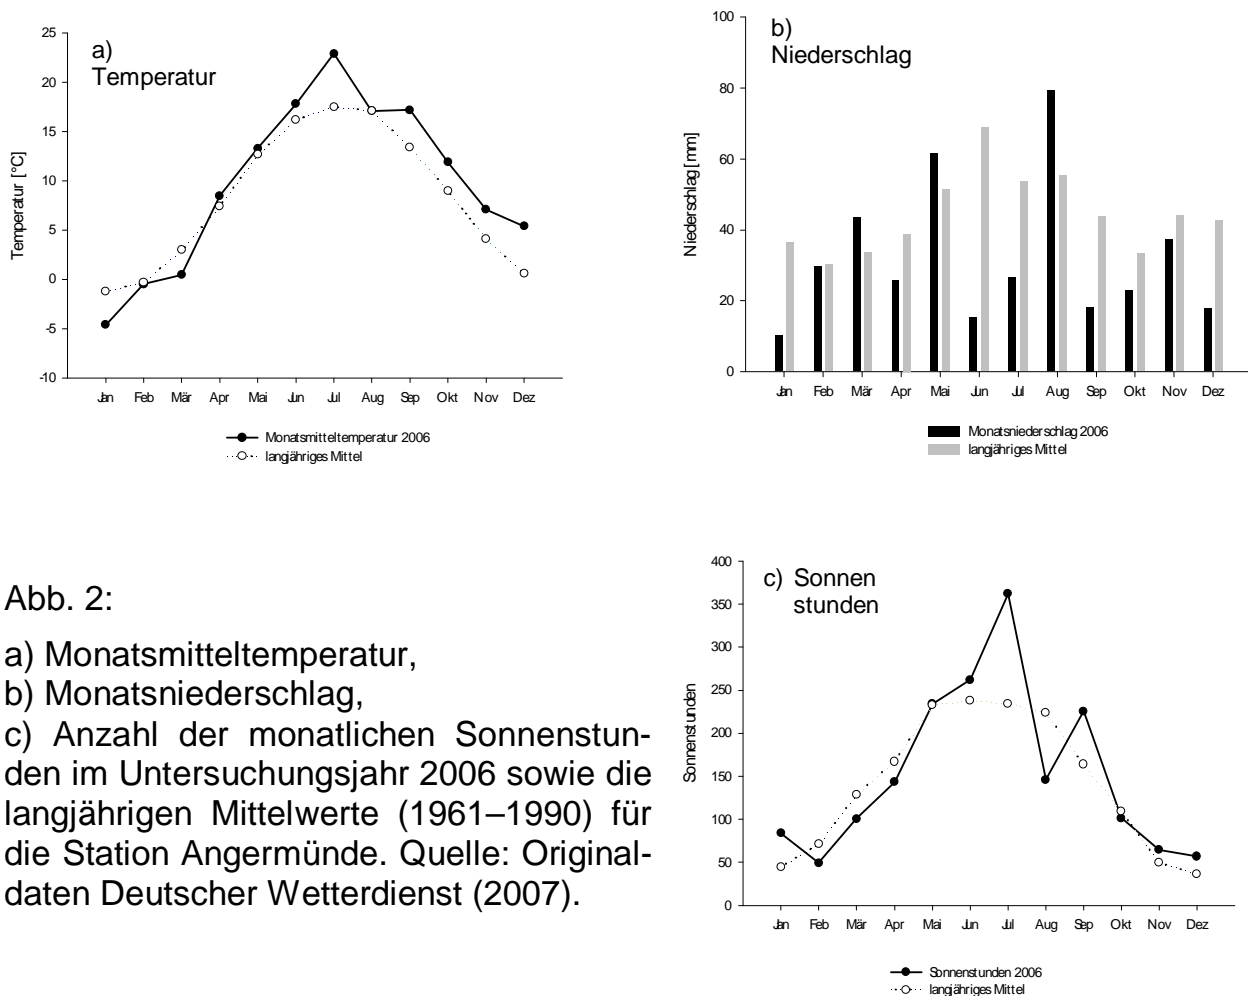 a)
Temperatur
25
20
15
10
5
0
-5
-10
Temperatur [°C]
Jan Feb Mär Apr Mai Jun Jul Aug Sep Okt Nov Dez
Monatsmitteltemperatur 2006
langjähriges Mittel
b)
Niederschlag
100
80
60
40
20
0
Niederschlag [mm]
Jan Feb Mär Apr Mai Jun Jul Aug Sep Okt Nov Dez
Monatsniederschlag 2006
langjähriges Mittel
Abb. 2:
a) Monatsmitteltemperatur,
b) Monatsniederschlag,
c) Anzahl der monatlichen Sonnenstun-
den im Untersuchungsjahr 2006 sowie die
langjährigen Mittelwerte (1961–1990) für
die Station Angermünde. Quelle: Original-
daten Deutscher Wetterdienst (2007).
c) Sonnen
stunden
400
350
300
250
200
150
100
50
0
Sonnenstunden
Jan Feb Mär Apr Mai Jun Jul Aug Sep Okt Nov Dez
Sonnenstunden 2006
langjähriges Mittel